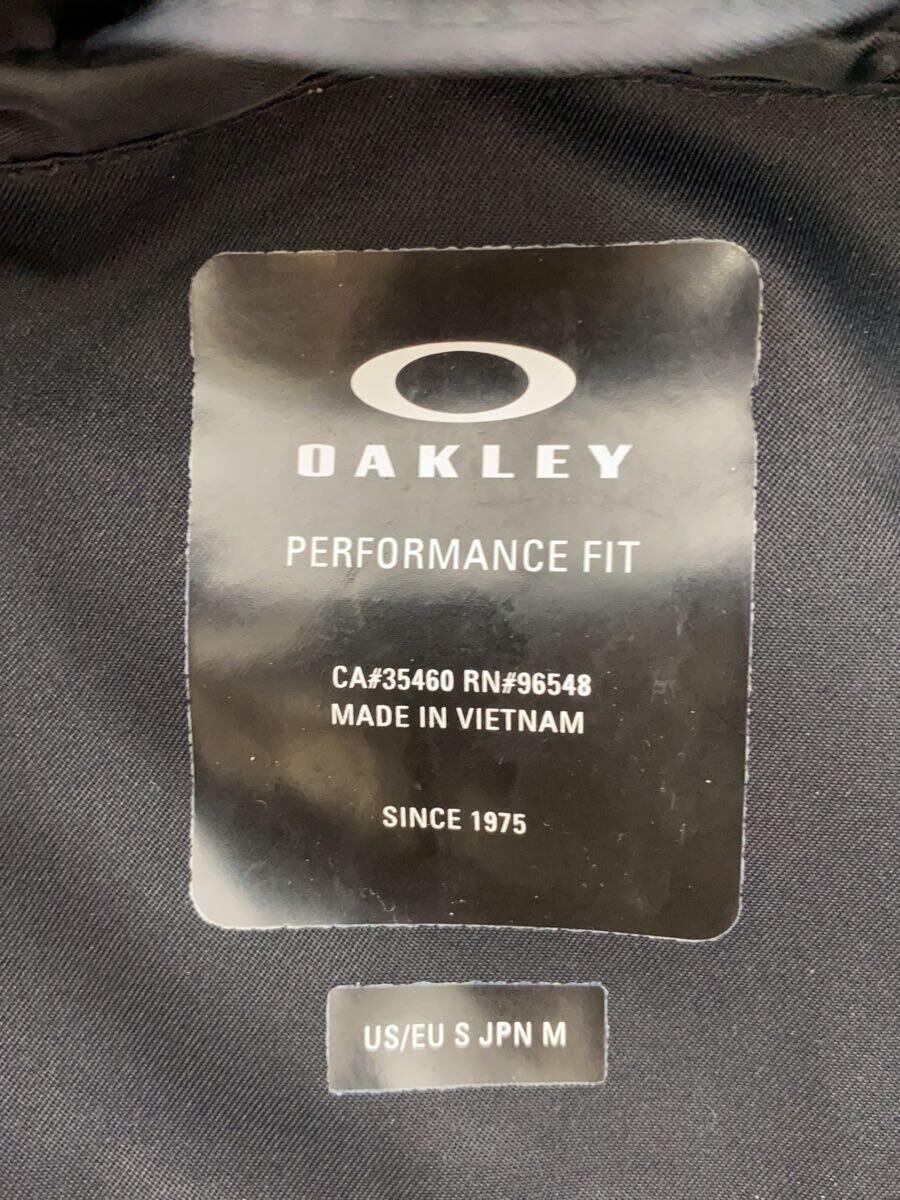 OAKLEY
PERFORMANCE FIT
CA#35460 RN#96548
MADE IN VIETNAM
SINCE 1975
US/EU S JPN M